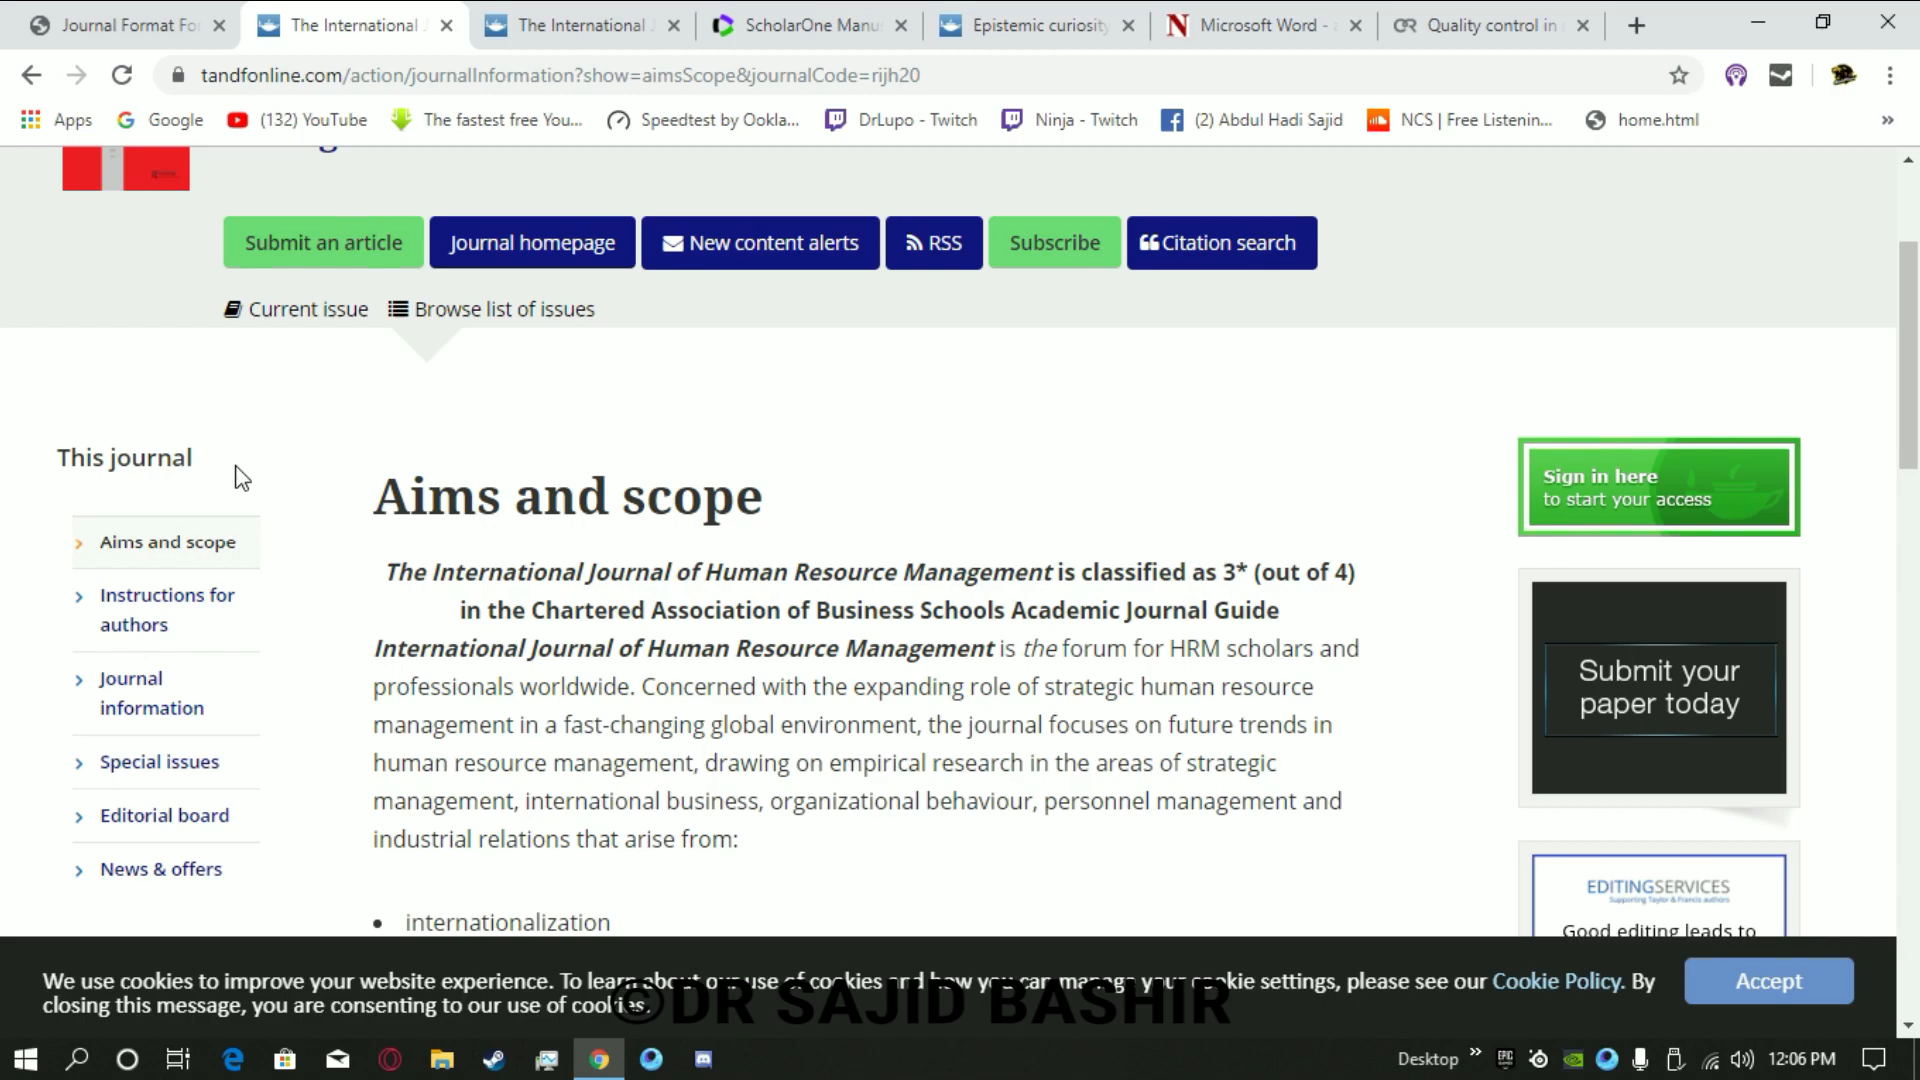 Journal Format Fo
The International
The International
ScholarOne Manu
Epistemic curiosity
Microsoft Word -
Quality control in
tandfonline.com/action/journalInformation?show=aimsScope&journalCode=rijh20
Apps
Google
(132) YouTube
The fastest free You...
Speedtest by Ookla...
DrLupo - Twitch
Ninja - Twitch
(2) Abdul Hadi Sajid
NCS | Free Listenin...
home.html
»
Submit an article
Journal homepage
New content alerts
RSS
Subscribe
Citation search
Current issue
Browse list of issues
This journal
Aims and scope
Instructions for
authors
Journal
information
Special issues
Editorial board
News & offers
Aims and scope
The International Journal of Human Resource Management is classified as 3* (out of 4)
in the Chartered Association of Business Schools Academic Journal Guide
International Journal of Human Resource Management is the forum for HRM scholars and
professionals worldwide. Concerned with the expanding role of strategic human resource
management in a fast-changing global environment, the journal focuses on future trends in
human resource management, drawing on empirical research in the areas of strategic
management, international business, organizational behaviour, personnel management and
industrial relations that arise from:
• internationalization
Sign in here
to start your access
Submit your
paper today
EDITINGSERVICES
Supporting Taylor & Francis authors
Good editing leads to
We use cookies to improve your website experience. To learn about our use of cookies and how you can manage your cookie settings, please see our Cookie Policy. By
closing this message, you are consenting to our use of cookies.
Accept
©DR SAJID BASHIR
Desktop
»
EPIC
12:06 PM